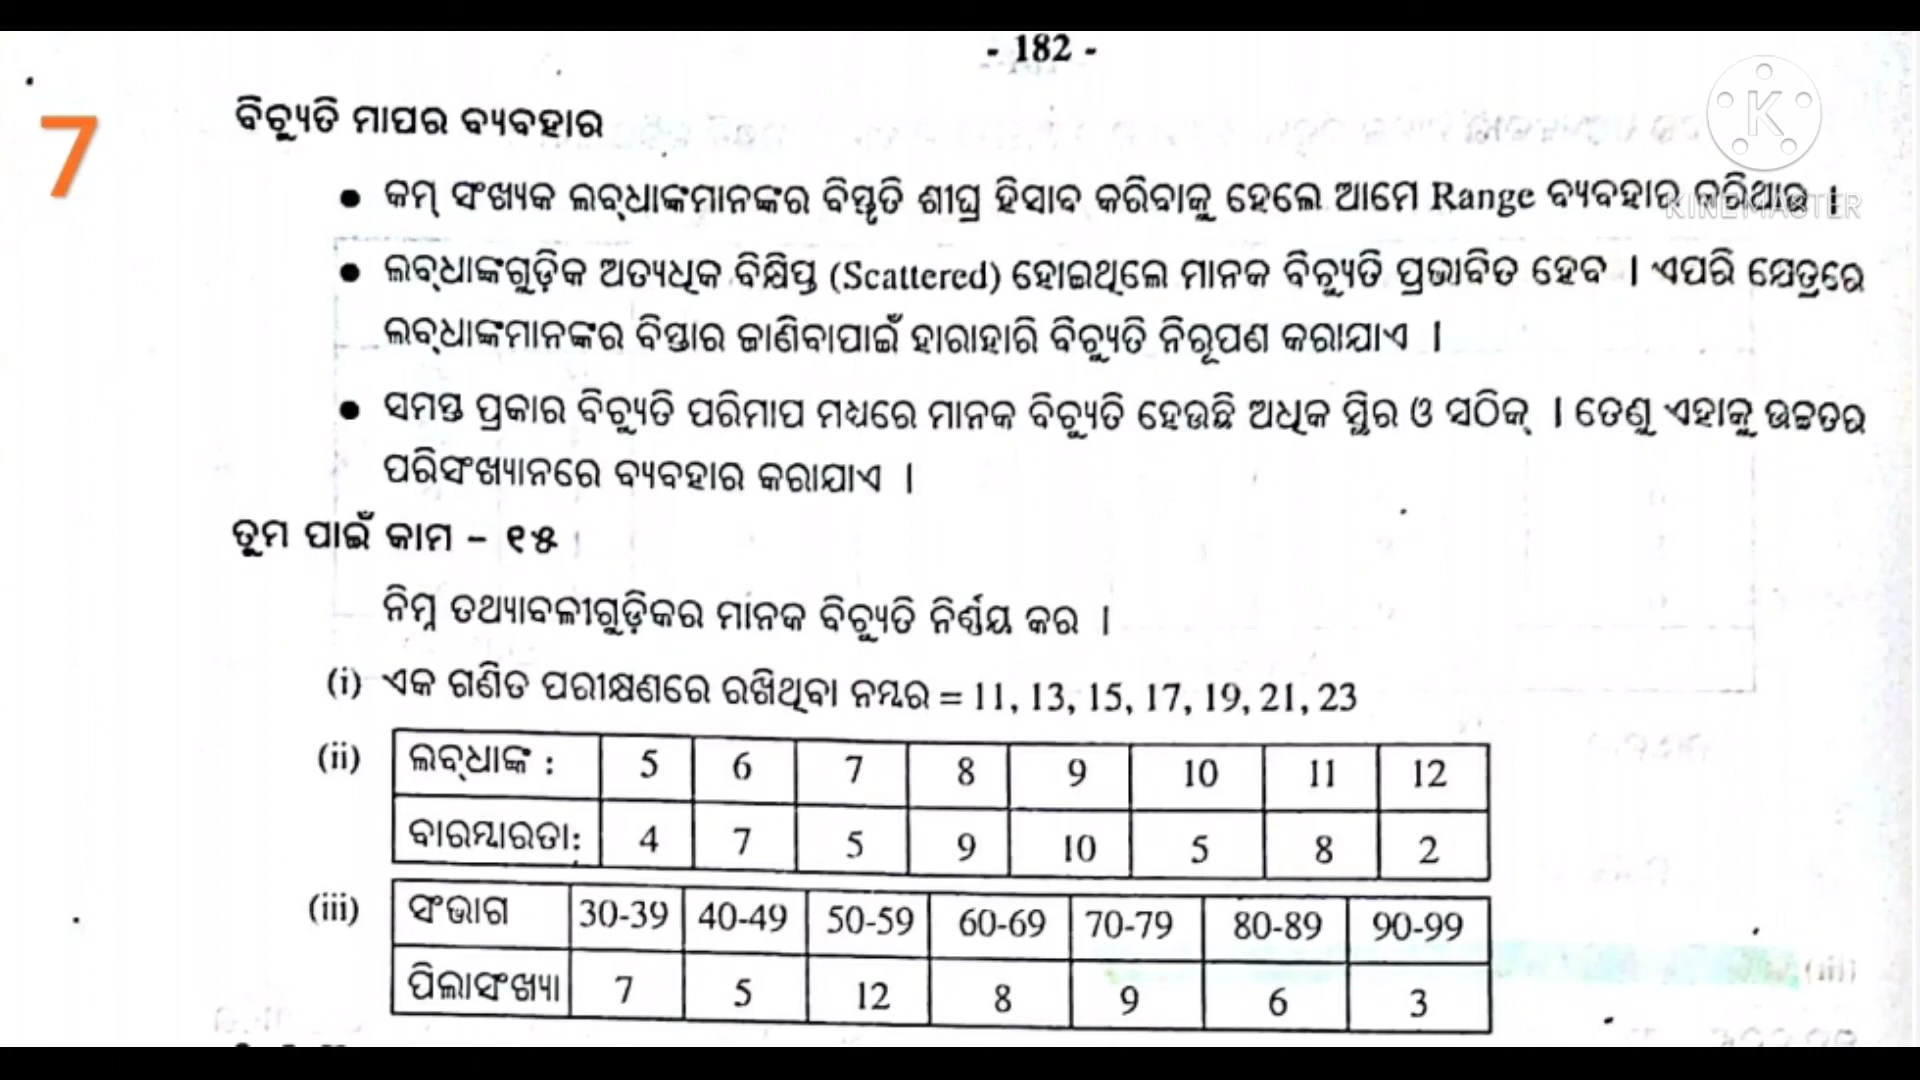 - 182 -
7
ବିଚ୍ୟୁତି ମାପର ବ୍ୟବହାର
K
KINEMASTER
● କମ୍ ସଂଖ୍ୟକ ଲବ୍ଧାଙ୍କମାନଙ୍କର ବିସ୍ତୃତି ଶୀଘ୍ର ହିସାବ କରିବାକୁ ହେଲେ ଆମେ Range ବ୍ୟବହାର କରିଥାଉ ।
● ଲବ୍ଧାଙ୍କଗୁଡ଼ିକ ଅତ୍ୟଧିକ ବିକ୍ଷିପ୍ତ (Scattered) ହୋଇଥିଲେ ମାନକ ବିଚ୍ୟୁତି ପ୍ରଭାବିତ ହେବ । ଏପରି କ୍ଷେତ୍ରରେ
ଲବ୍ଧାଙ୍କମାନଙ୍କର ବିସ୍ତାର ଜାଣିବାପାଇଁ ହାରାହାରି ବିଚ୍ୟୁତି ନିରୂପଣ କରାଯାଏ ।
● ସମସ୍ତ ପ୍ରକାର ବିଚ୍ୟୁତି ପରିମାପ ମଧ୍ୟରେ ମାନକ ବିଚ୍ୟୁତି ହେଉଛି ଅଧିକ ସ୍ଥିର ଓ ସଠିକ୍ । ତେଣୁ ଏହାକୁ ଉଚ୍ଚତର
ପରିସଂଖ୍ୟାନରେ ବ୍ୟବହାର କରାଯାଏ ।
ତୁମ ପାଇଁ କାମ – ୧୫
ନିମ୍ନ ତଥ୍ୟାବଳୀଗୁଡ଼ିକର ମାନକ ବିଚ୍ୟୁତି ନିର୍ଣ୍ଣୟ କର ।
(i) ଏକ ଗଣିତ ପରୀକ୍ଷଣରେ ରଖିଥିବା ନମ୍ବର = 11, 13, 15, 17, 19, 21, 23
(ii) ଲବ୍ଧାଙ୍କ : 5 6 7 8 9 10 11 12
ବାରମ୍ବାରତା: 4 7 5 9 10 5 8 2
(iii) ସଂଭାଗ 30-39 40-49 50-59 60-69 70-79 80-89 90-99
ପିଲାସଂଖ୍ୟା 7 5 12 8 9 6 3